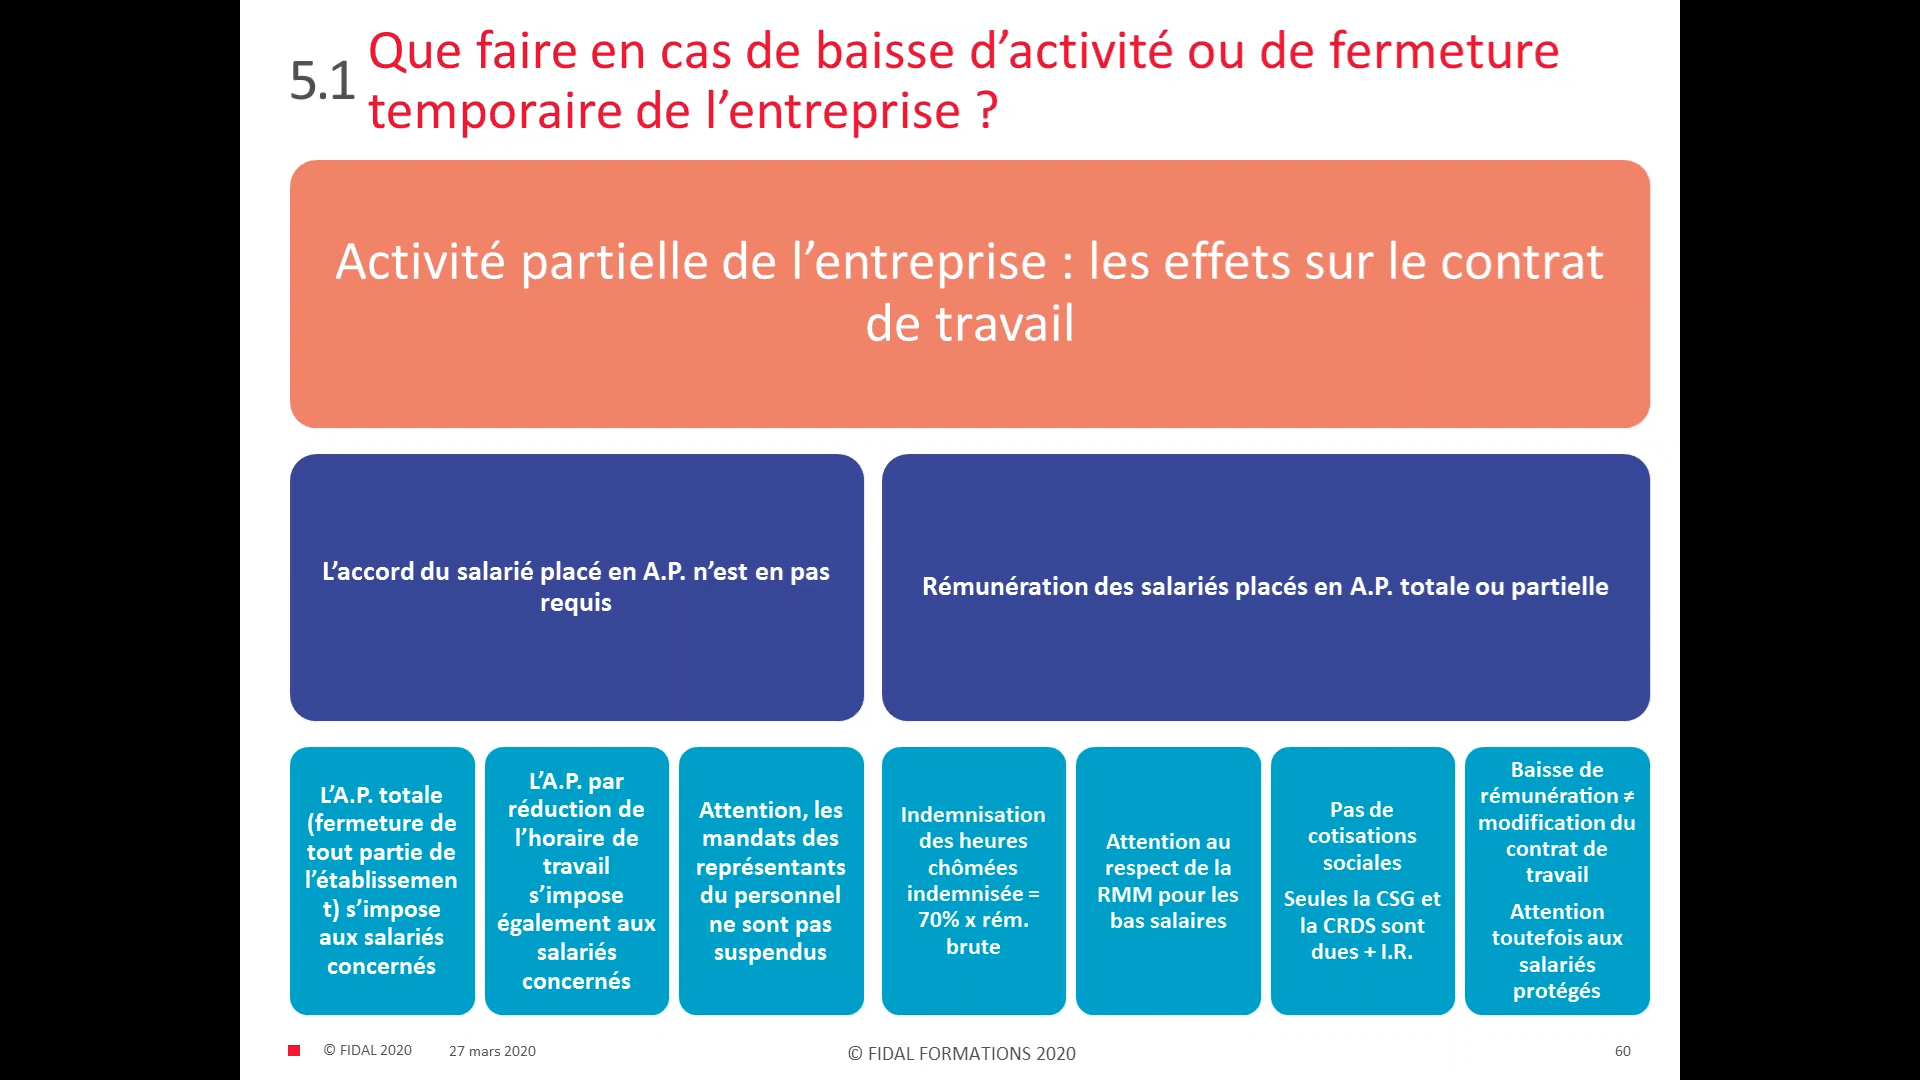 5.1
Que faire en cas de baisse d’activité ou de fermeture
temporaire de l’entreprise ?
Activité partielle de l’entreprise : les effets sur le contrat
de travail
L’accord du salarié placé en A.P. n’est en pas
requis
Rémunération des salariés placés en A.P. totale ou partielle
L’A.P. totale
(fermeture de
tout partie de
l’établissemen
t) s’impose
aux salariés
concernés
L’A.P. par
réduction de
l’horaire de
travail
s’impose
également aux
salariés
concernés
Attention, les
mandats des
représentants
du personnel
ne sont pas
suspendus
Indemnisation
des heures
chômées
indemnisée =
70% x rém.
brute
Attention au
respect de la
RMM pour les
bas salaires
Pas de
cotisations
sociales
Seules la CSG et
la CRDS sont
dues + I.R.
Baisse de
rémunération ≠
modification du
contrat de
travail
Attention
toutefois aux
salariés
protégés
© FIDAL 2020
27 mars 2020
© FIDAL FORMATIONS 2020
60